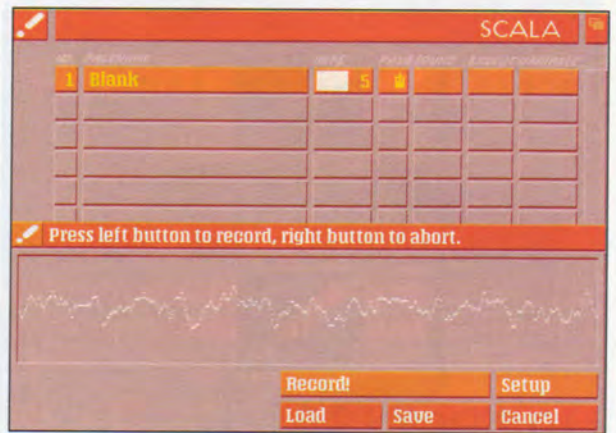 SCALA
1 Blank 5
Press left button to record, right button to abort.
Record! Setup
Load Save Cancel